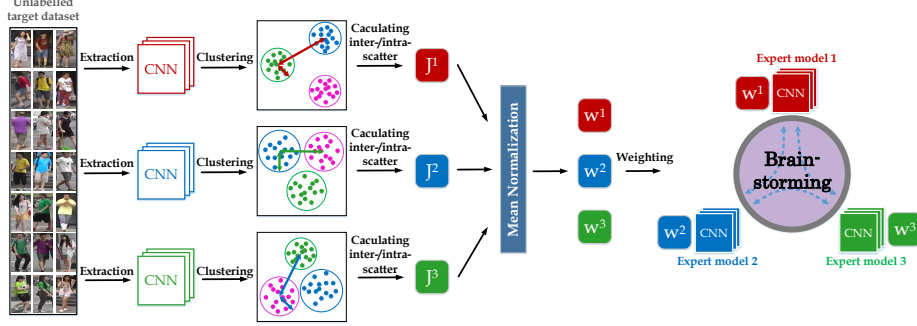 Unlabelled
target dataset
Extraction
CNN
Clustering
Caculating
inter-/intra-
scatter
J¹
Extraction
CNN
Clustering
Caculating
inter-/intra-
scatter
J²
Extraction
CNN
Clustering
Caculating
inter-/intra-
scatter
J³
Mean Normalization
w¹
w²
w³
Weighting
Expert model 1
w¹
CNN
Brain-
storming
w²
CNN
Expert model 2
CNN
w³
Expert model 3